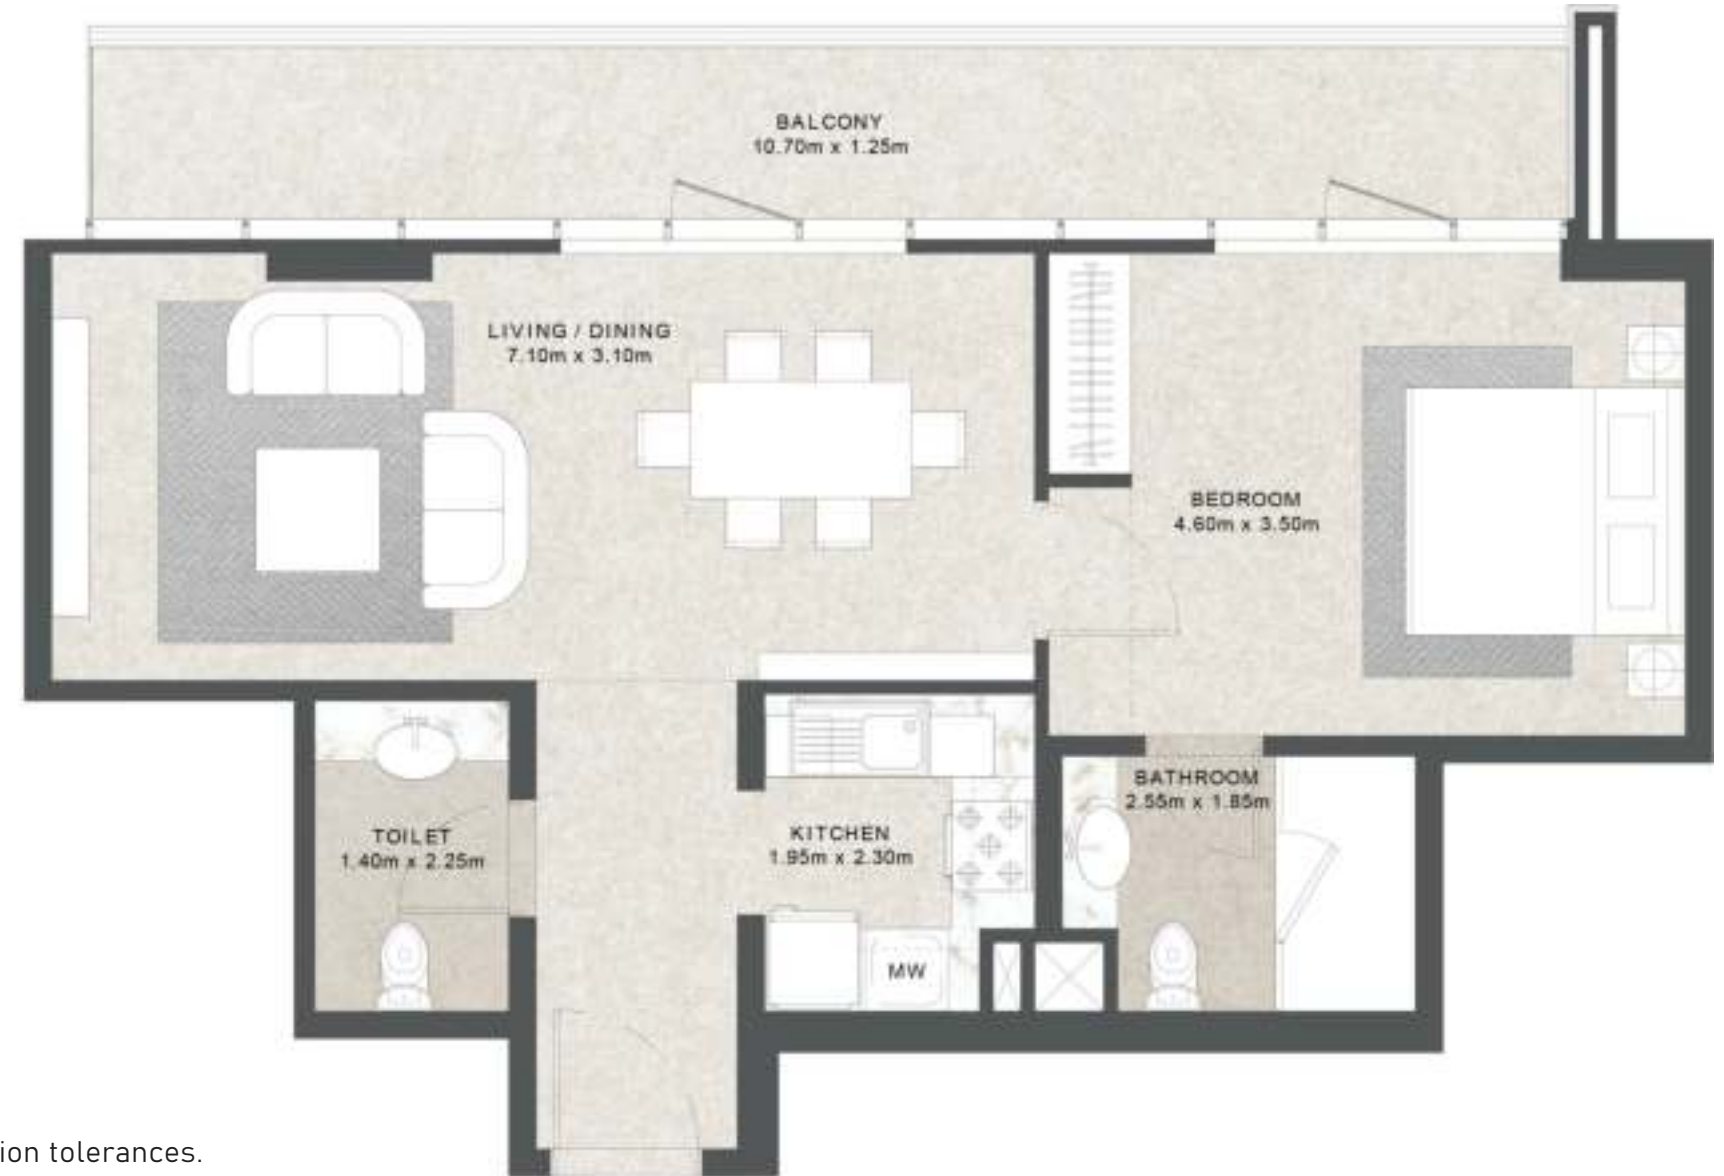 BALCONY
10.70m x 1.25m
LIVING / DINING
7.10m x 3.10m
BEDROOM
4.60m x 3.50m
BATHROOM
2.55m x 1.85m
TOILET
1.40m x 2.25m
KITCHEN
1.95m x 2.30m
MW
ion tolerances.